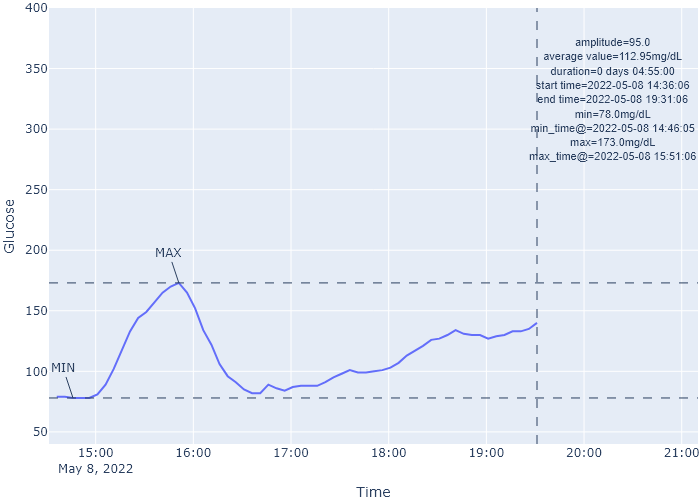 400
amplitude=95.0
average value=112.95mg/dL
350
duration=0 days 04:55:00
start time=2022-05-08 14:36:06
end time=2022-05-08 19:31:06
min=78.0mg/dL
300
min_time@=2022-05-08 14:46:05
max=173.0mg/dL
max_time@=2022-05-08 15:51:06
250
Glucose
200
MAX
150
MIN
100
50
15:00 16:00 17:00 18:00 19:00 20:00 21:00
May 8, 2022
Time